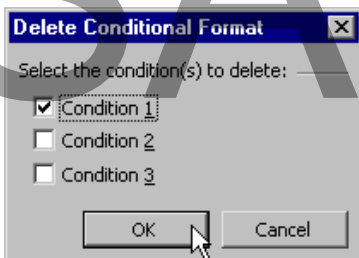 Delete Conditional Format
Select the condition(s) to delete:
Condition 1
Condition 2
Condition 3
OK Cancel